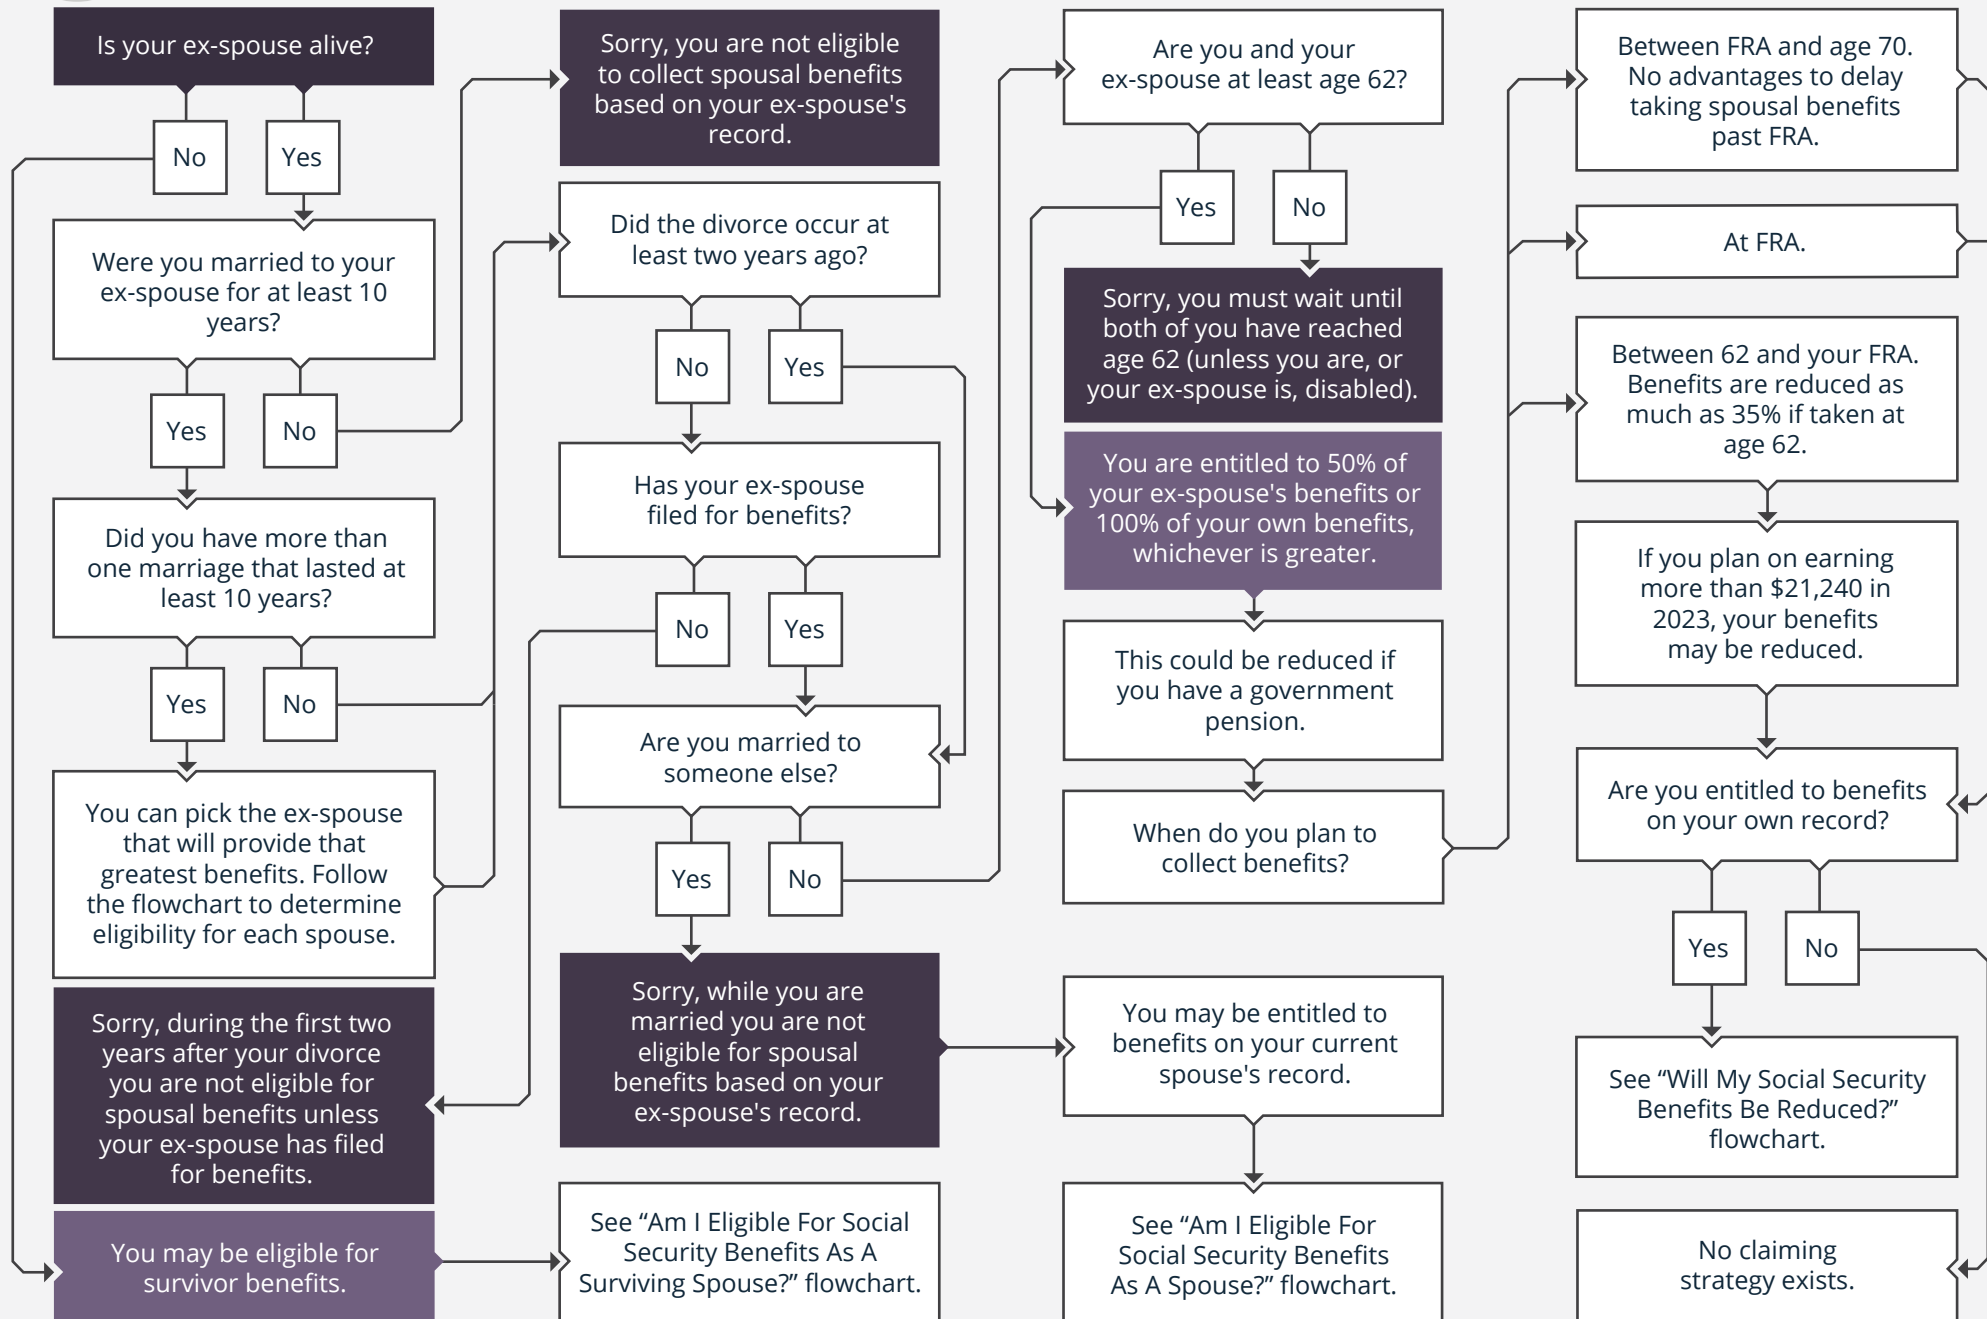 Is your ex-spouse alive?
No
Yes
Were you married to your
ex-spouse for at least 10
years?
Yes
No
Did you have more than
one marriage that lasted at
least 10 years?
Yes
No
You can pick the ex-spouse
that will provide that
greatest benefits. Follow
the flowchart to determine
eligibility for each spouse.
Sorry, during the first two
years after your divorce
you are not eligible for
spousal benefits unless
your ex-spouse has filed
for benefits.
You may be eligible for
survivor benefits.
Sorry, you are not eligible
to collect spousal benefits
based on your ex-spouse's
record.
Did the divorce occur at
least two years ago?
No
Yes
Has your ex-spouse
filed for benefits?
No
Yes
Are you married to
someone else?
Yes
No
Sorry, while you are
married you are not
eligible for spousal
benefits based on your
ex-spouse's record.
See “Am I Eligible For Social
Security Benefits As A
Surviving Spouse?” flowchart.
Are you and your
ex-spouse at least age 62?
Yes
No
Sorry, you must wait until
both of you have reached
age 62 (unless you are, or
your ex-spouse is, disabled).
You are entitled to 50% of
your ex-spouse's benefits or
100% of your own benefits,
whichever is greater.
This could be reduced if
you have a government
pension.
When do you plan to
collect benefits?
You may be entitled to
benefits on your current
spouse's record.
See “Am I Eligible For
Social Security Benefits
As A Spouse?” flowchart.
Between FRA and age 70.
No advantages to delay
taking spousal benefits
past FRA.
At FRA.
Between 62 and your FRA.
Benefits are reduced as
much as 35% if taken at
age 62.
If you plan on earning
more than $21,240 in
2023, your benefits
may be reduced.
Are you entitled to benefits
on your own record?
Yes
No
See “Will My Social Security
Benefits Be Reduced?”
flowchart.
No claiming
strategy exists.